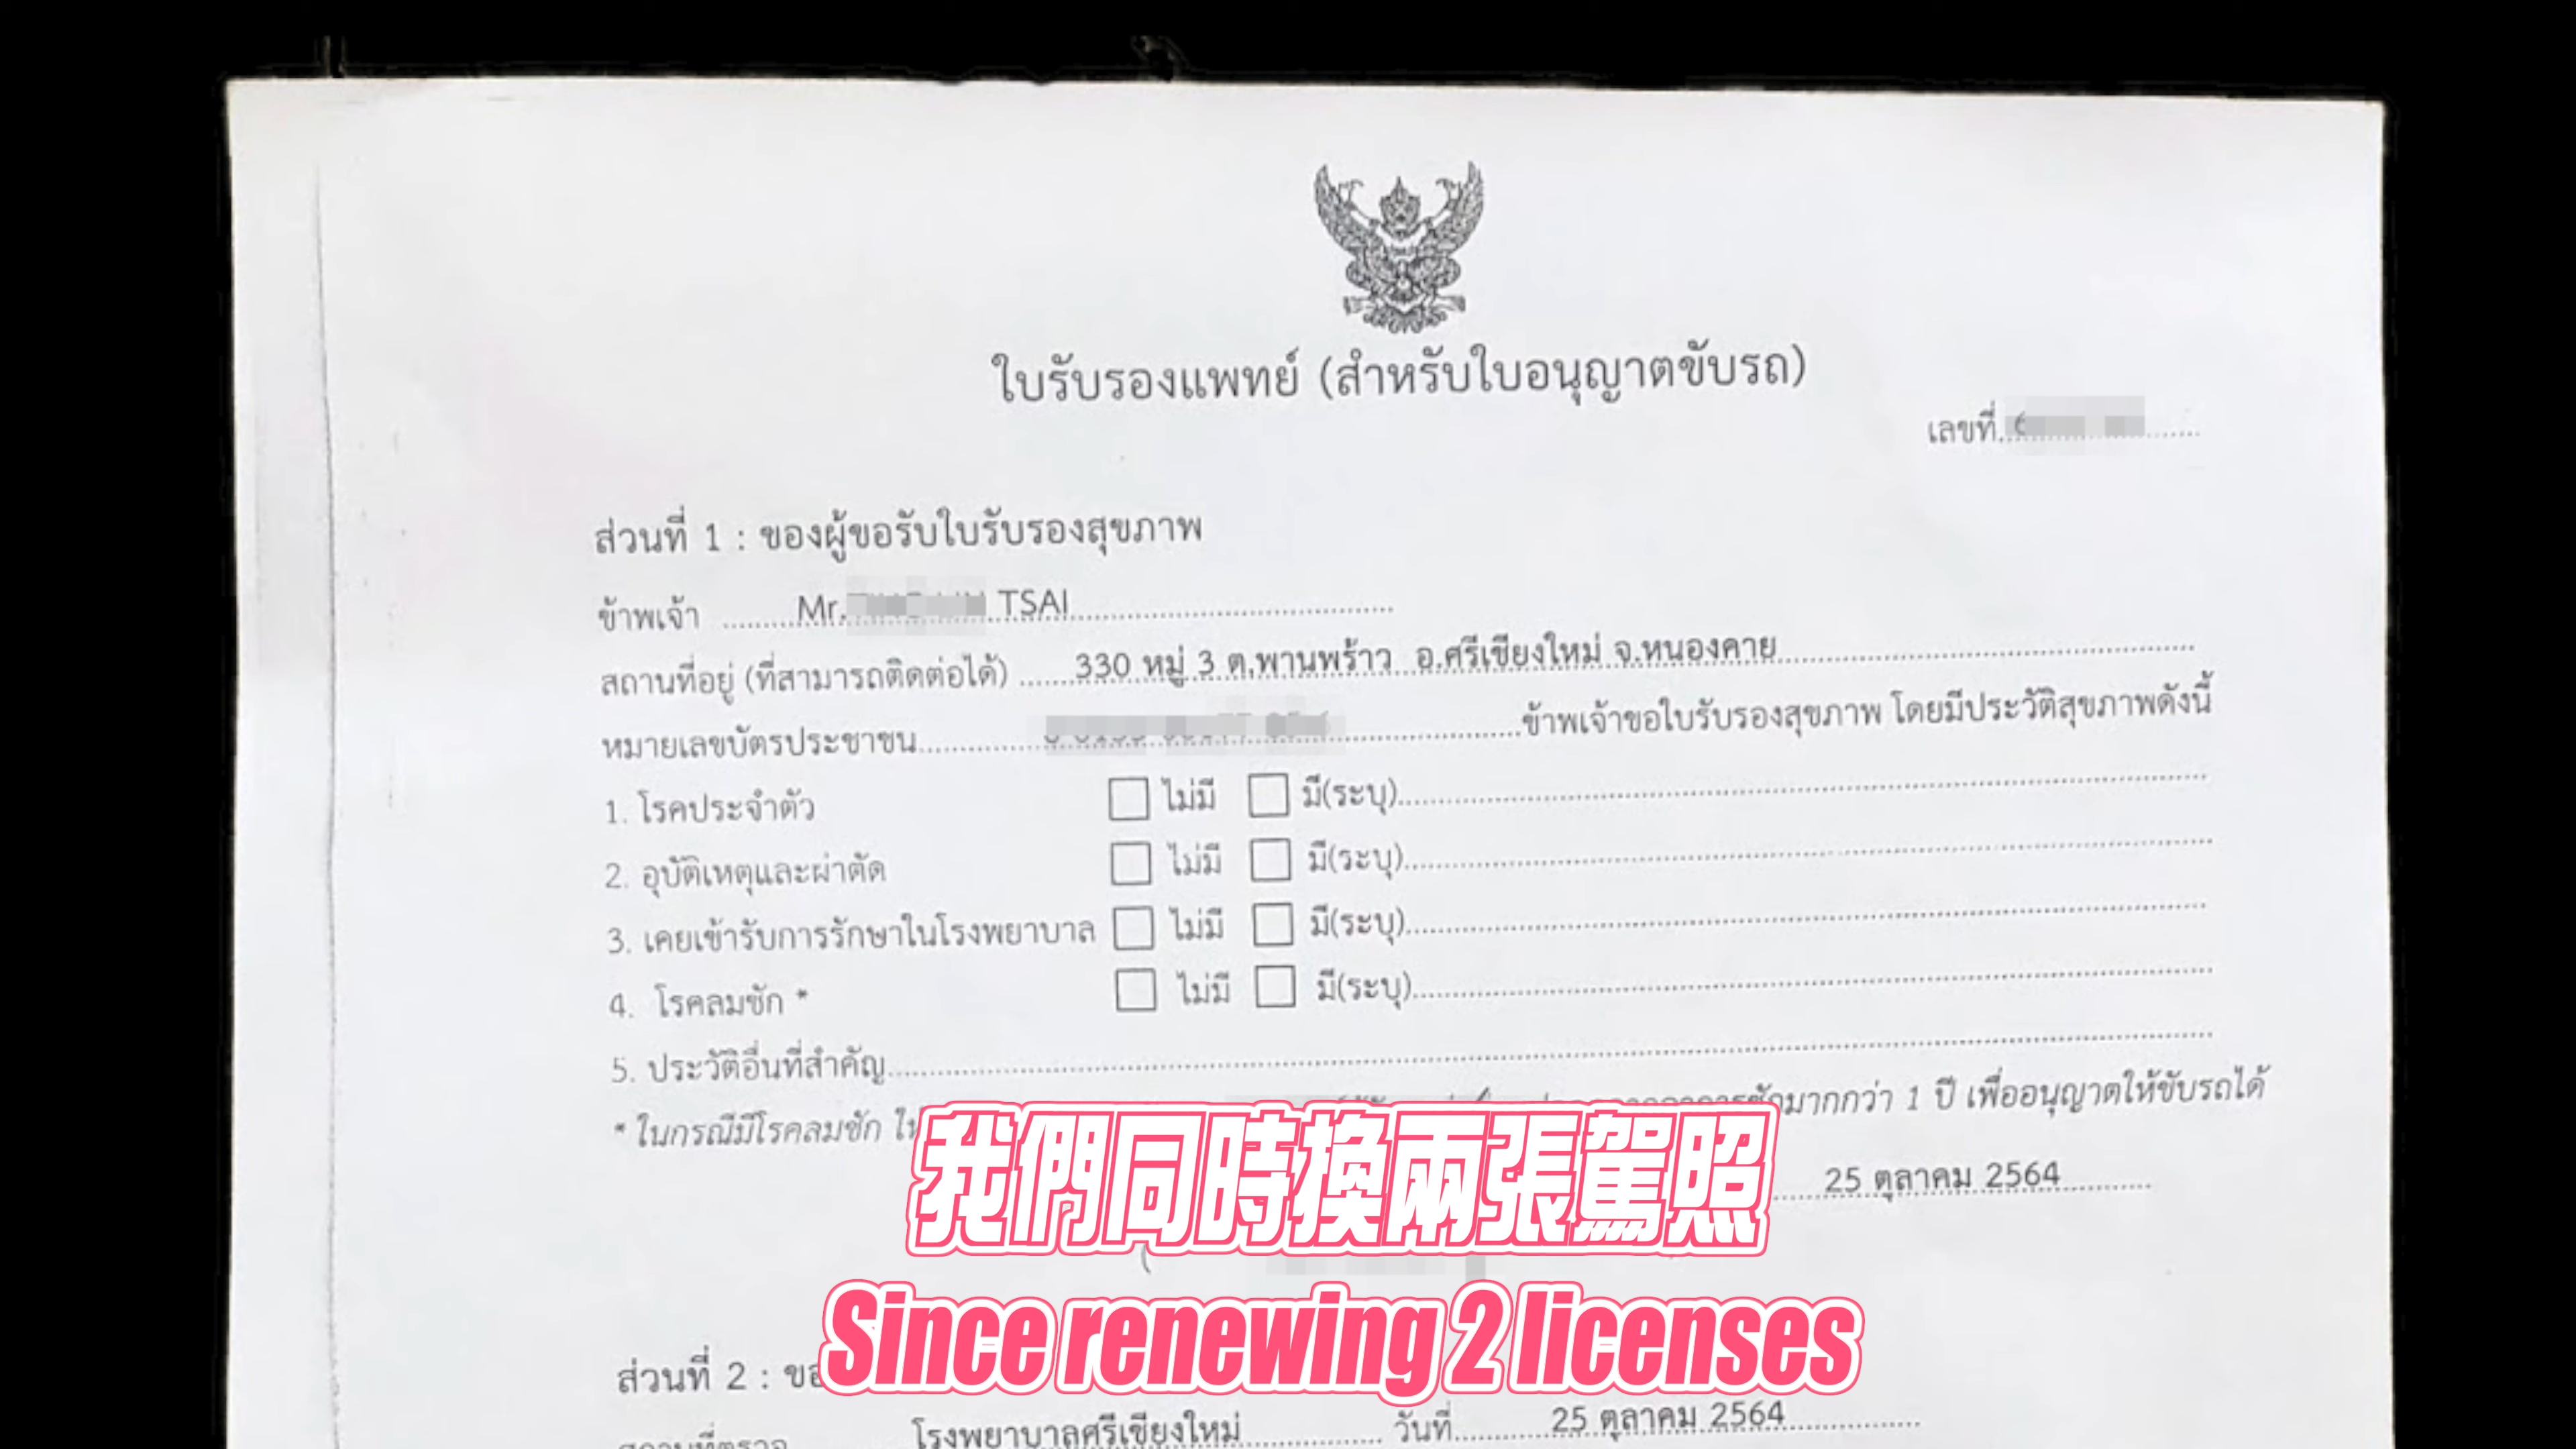 ใบรับรองแพทย์ (สำหรับใบอนุญาตขับรถ)
เลขที่
ส่วนที่ 1 : ของผู้ขอรับใบรับรองสุขภาพ
ข้าพเจ้า Mr. TSAI
สถานที่อยู่ (ที่สามารถติดต่อได้) 330 หมู่ 3 ต.พานพร้าว อ.ศรีเชียงใหม่ จ.หนองคาย
หมายเลขบัตรประชาชน ข้าพเจ้าขอใบรับรองสุขภาพ โดยมีประวัติสุขภาพดังนี้
1. โรคประจำตัว ไม่มี มี(ระบุ)
2. อุบัติเหตุและผ่าตัด ไม่มี มี(ระบุ)
3. เคยเข้ารับการรักษาในโรงพยาบาล ไม่มี มี(ระบุ)
4. โรคลมชัก * ไม่มี มี(ระบุ)
5. ประวัติอื่นที่สำคัญ
* ในกรณีมีโรคลมชัก มากกว่า 1 ปี เพื่ออนุญาตให้ขับรถได้
25 ตุลาคม 2564
我們同時換兩張駕照
Since renewing 2 licenses
ส่วนที่ 2 :
โรงพยาบาลศรีเชียงใหม่ วันที่ 25 ตุลาคม 2564